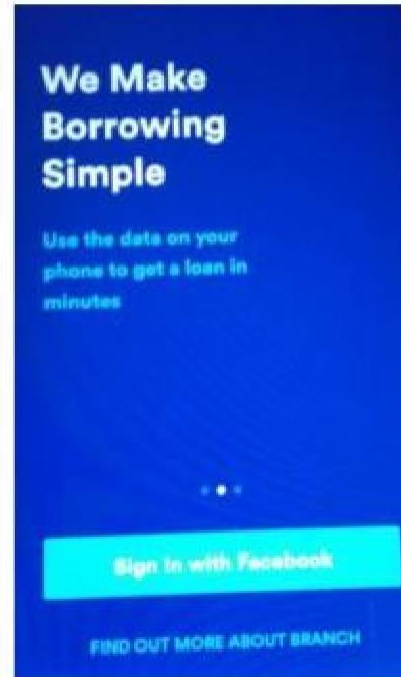 We Make
Borrowing
Simple
Use the data on your
phone to get a loan in
minutes
Sign in with Facebook
FIND OUT MORE ABOUT BRANCH